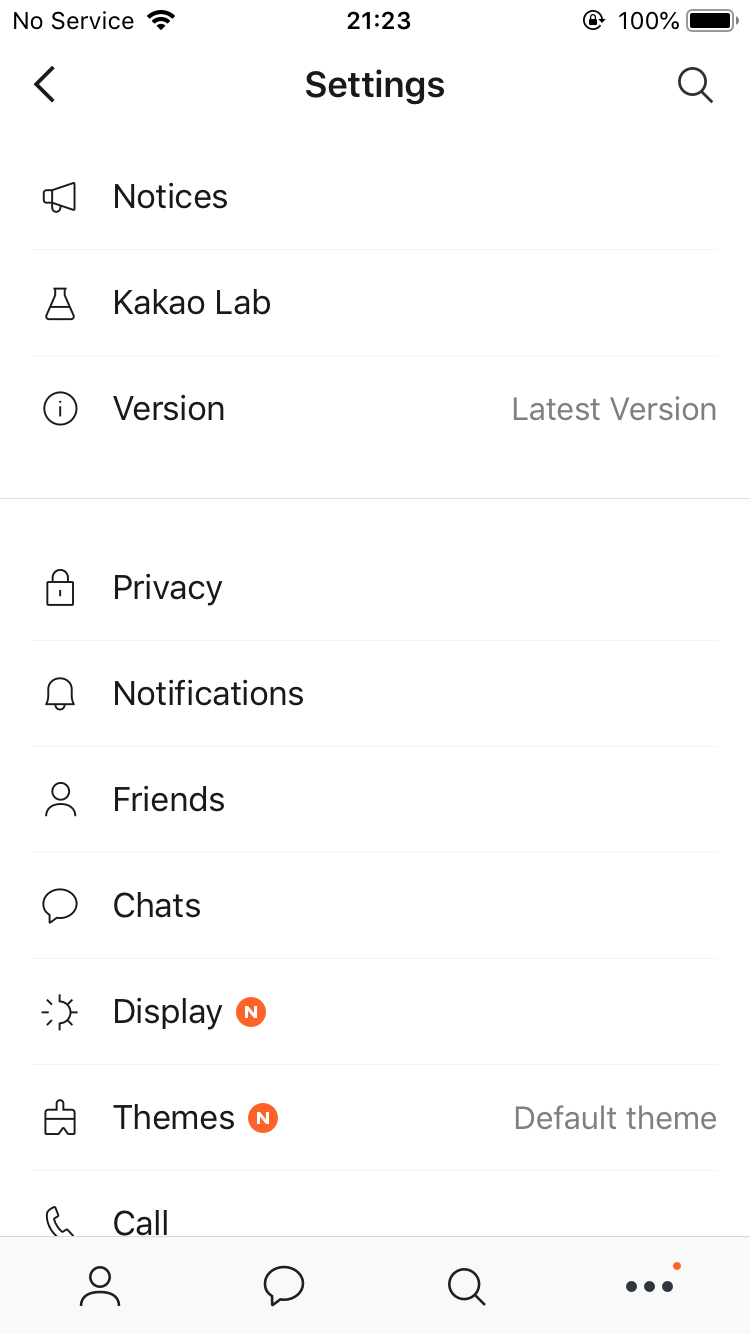 No Service 21:23 100%
Settings
Notices
Kakao Lab
Version Latest Version
Privacy
Notifications
Friends
Chats
Display N
Themes N Default theme
Call